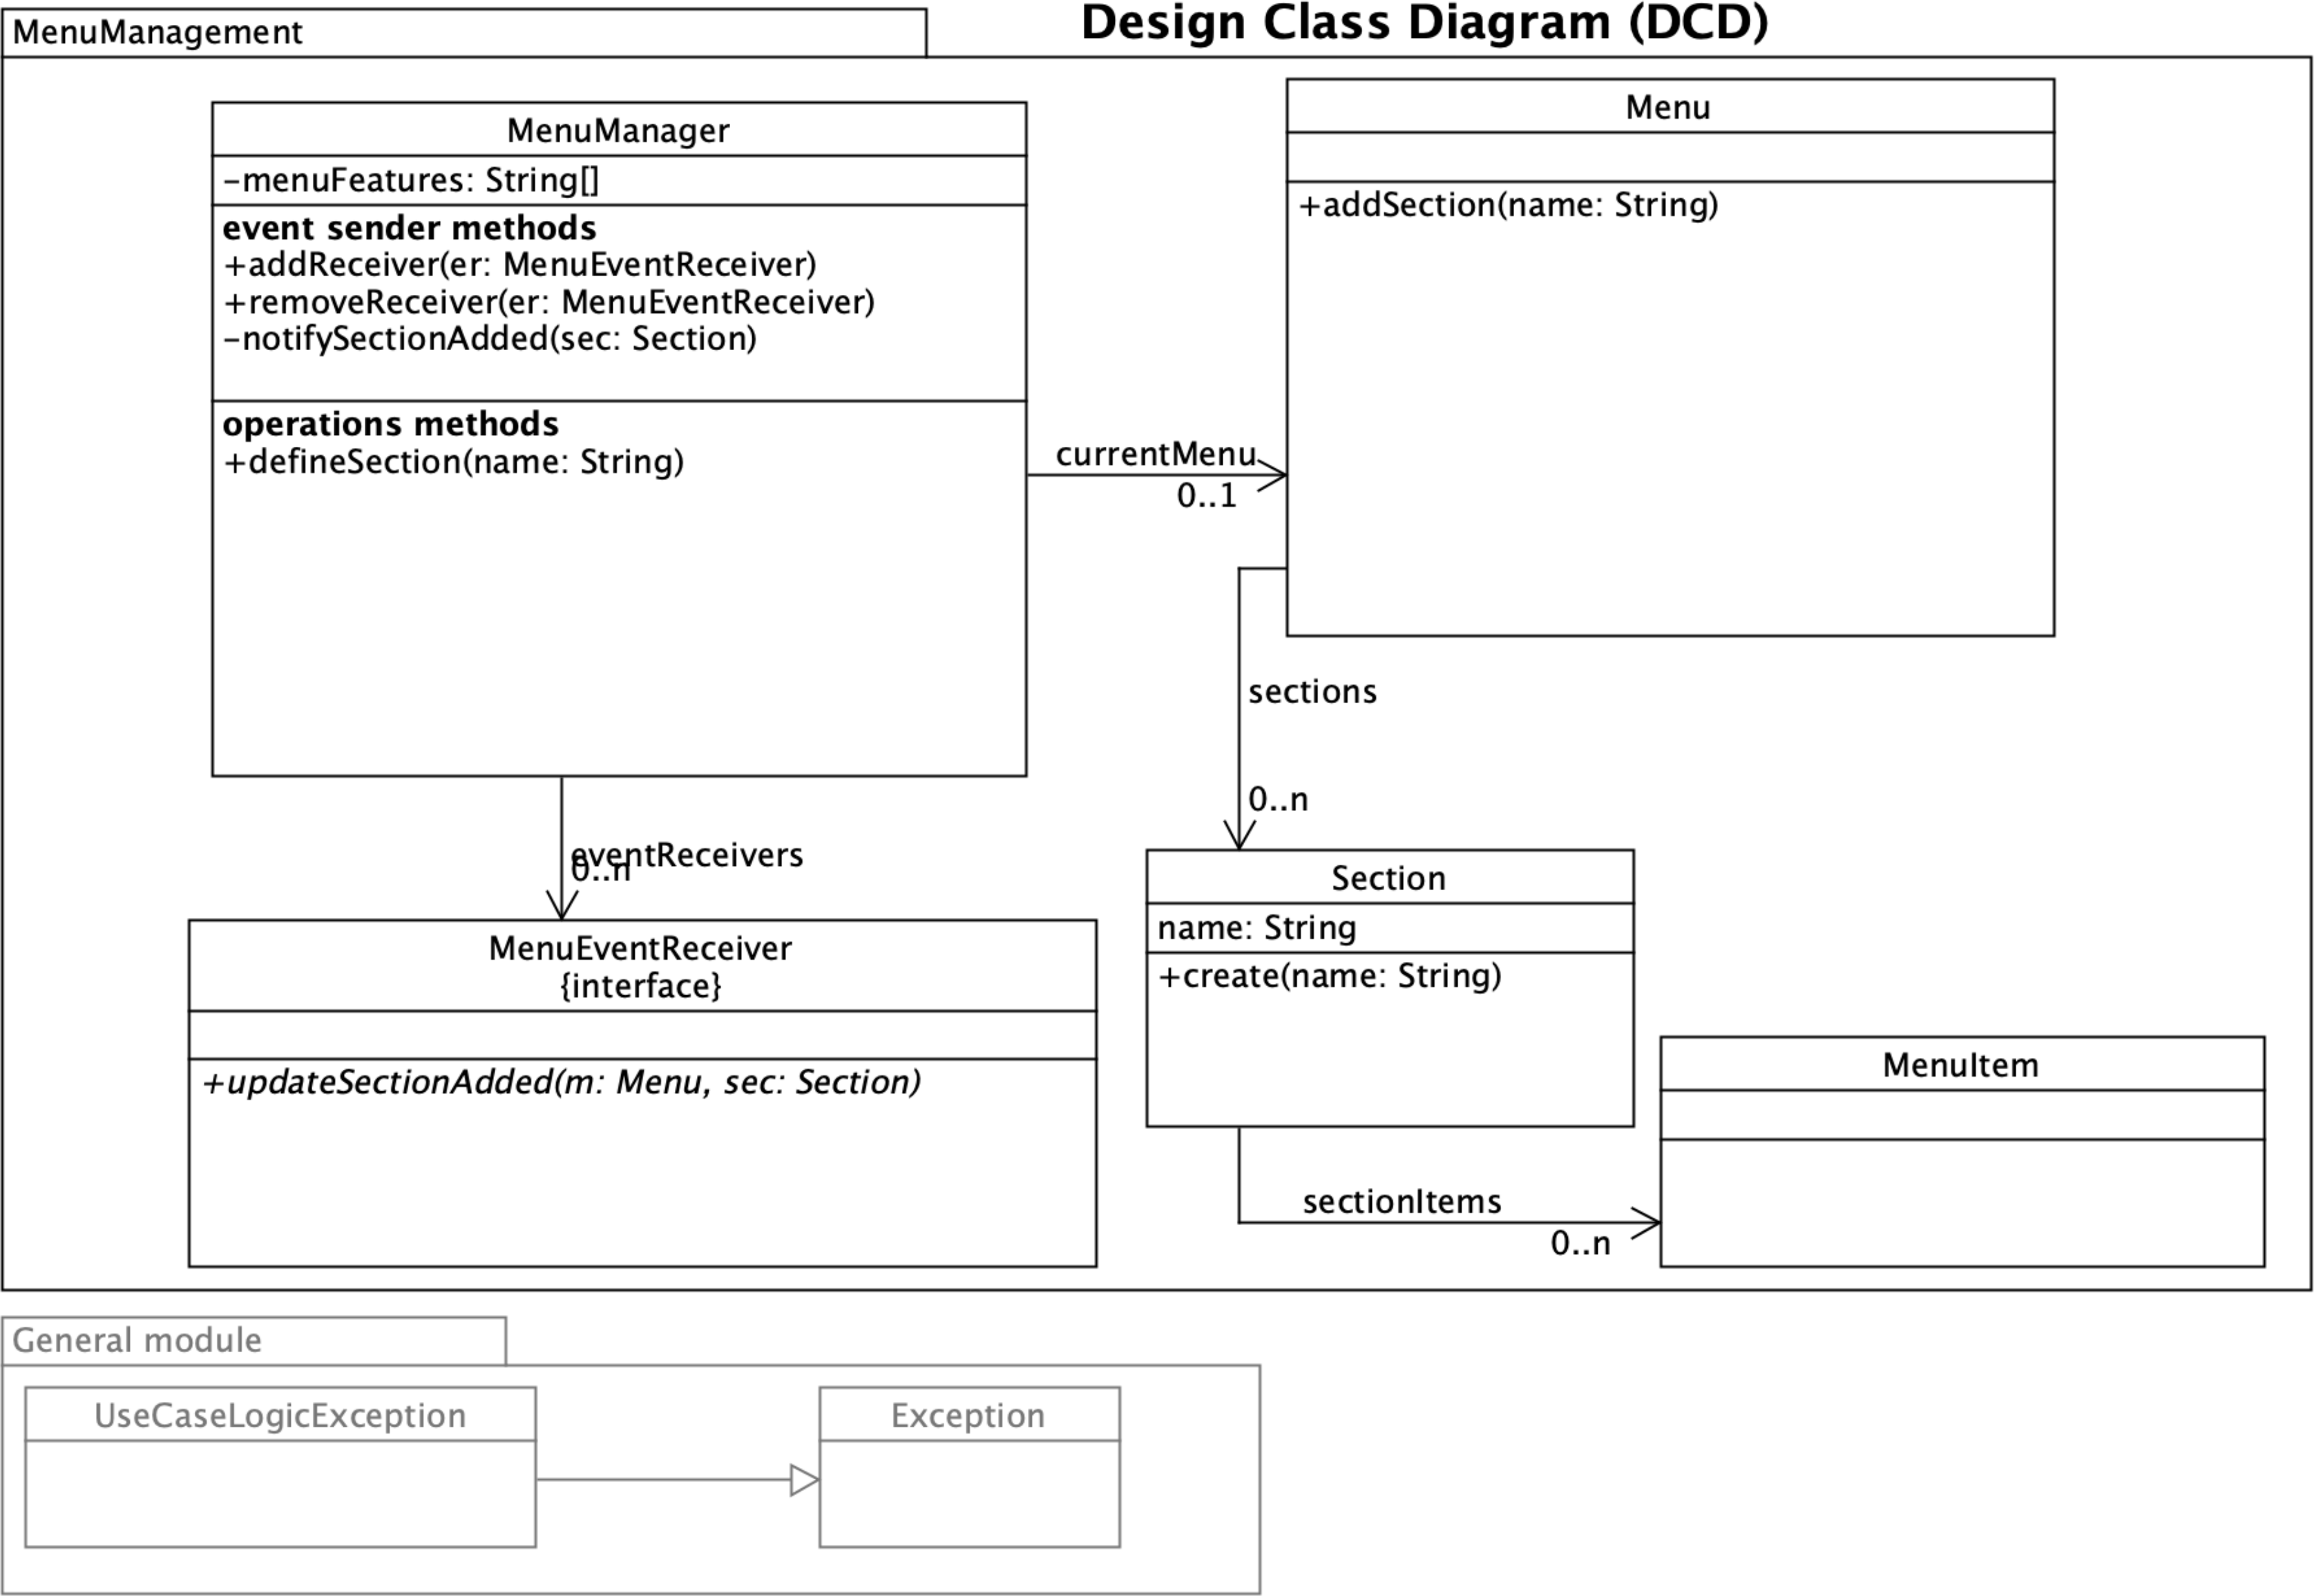 Design Class Diagram (DCD)
MenuManagement
MenuManager
-menuFeatures: String[]
event sender methods
+addReceiver(er: MenuEventReceiver)
+removeReceiver(er: MenuEventReceiver)
-notifySectionAdded(sec: Section)
operations methods
+defineSection(name: String)
Menu
+addSection(name: String)
currentMenu
0..1
sections
0..n
eventReceivers
0..n
MenuEventReceiver
{interface}
+updateSectionAdded(m: Menu, sec: Section)
Section
name: String
+create(name: String)
sectionItems
0..n
MenuItem
General module
UseCaseLogicException
Exception